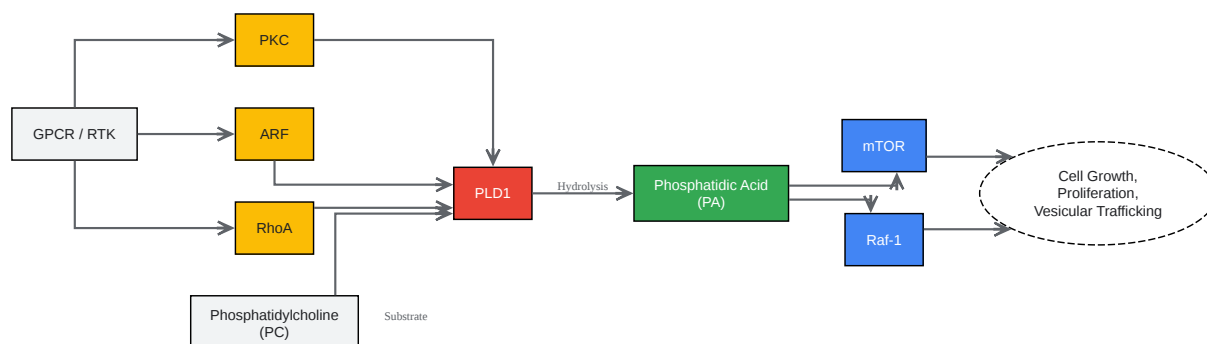 PKC
GPCR / RTK
ARF
RhoA
Phosphatidylcholine
(PC)
Substrate
PLD1
Hydrolysis
Phosphatidic Acid
(PA)
mTOR
Raf-1
Cell Growth,
Proliferation,
Vesicular Trafficking